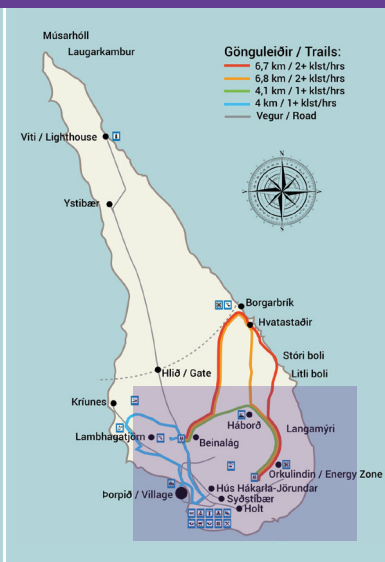 Músarhóll
Laugarkambur
Gönguleiðir / Trails:
6,7 km / 2+ klst/hrs
6,8 km / 2+ klst/hrs
4,1 km / 1+ klst/hrs
4 km / 1+ klst/hrs
Vegur / Road
Viti / Lighthouse
Ystibær
Borgarbrík
Hvatastaðir
Stóri boli
Litli boli
Hlið / Gate
Kríunes
Háborð
Langamýri
Lambhagatjörn
Beinalág
Orkulindin / Energy Zone
Þorpið / Village
Hús Hákarla-Jörundar
Syðstibær
Holt